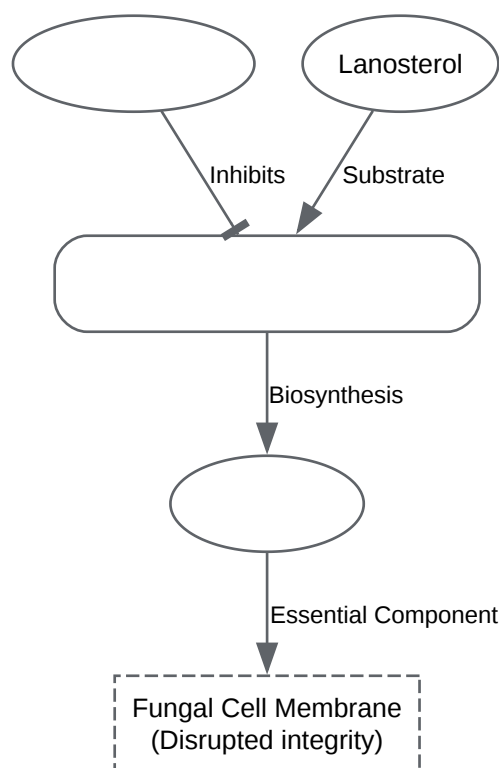 Lanosterol
Inhibits
Substrate
Biosynthesis
Essential Component
Fungal Cell Membrane
(Disrupted integrity)